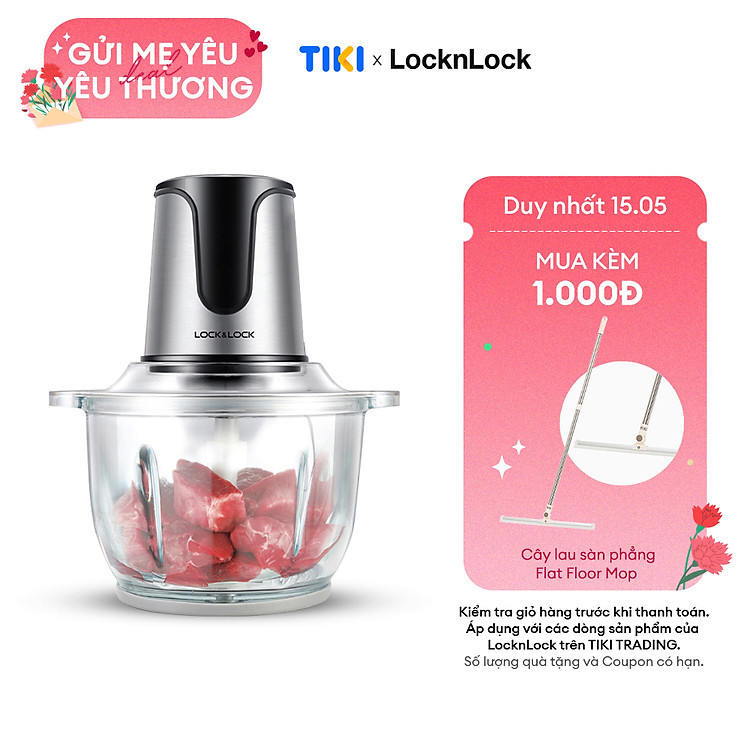 GỬI MẸ YÊU
deal
YÊU THƯƠNG
TIKI x LocknLock
LOCK&LOCK
Duy nhất 15.05
MUA KÈM
1.000Đ
Cây lau sàn phẳng
Flat Floor Mop
Kiểm tra giỏ hàng trước khi thanh toán.
Áp dụng với các dòng sản phẩm của
LocknLock trên TIKI TRADING.
Số lượng quà tặng và Coupon có hạn.